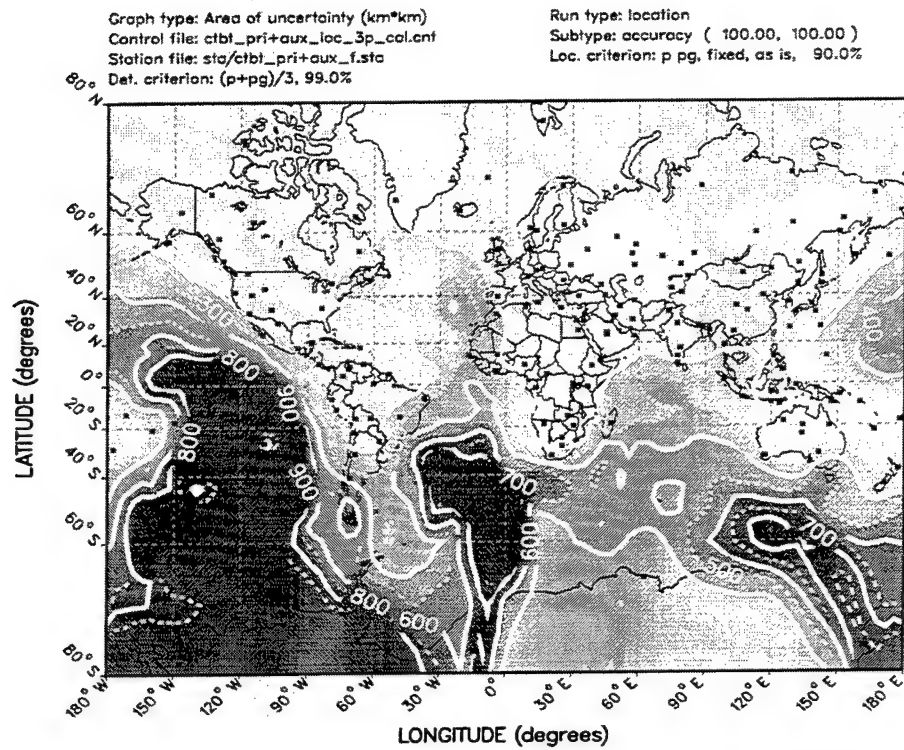 Graph type: Area of uncertainty (km*km)
Control file: ctbt_pri+aux_loc_3p_cal.cnt
Station file: sta/ctbt_pri+aux_f.sta
Det. criterion: (p+pg)/3, 99.0%
Run type: location
Subtype: accuracy ( 100.00, 100.00 )
Loc. criterion: p pg, fixed, as is, 90.0%
80° N
60° N
40° N
30° N
20° N
10° N
0°
20° S
30° S
40° S
60° S
80° S
LATITUDE (degrees)
500
800
900
800
900
800
600
700
600
500
700
180° W
150° W
120° W
90° W
60° W
30° W
0°
30° E
60° E
90° E
120° E
150° E
180° E
LONGITUDE (degrees)